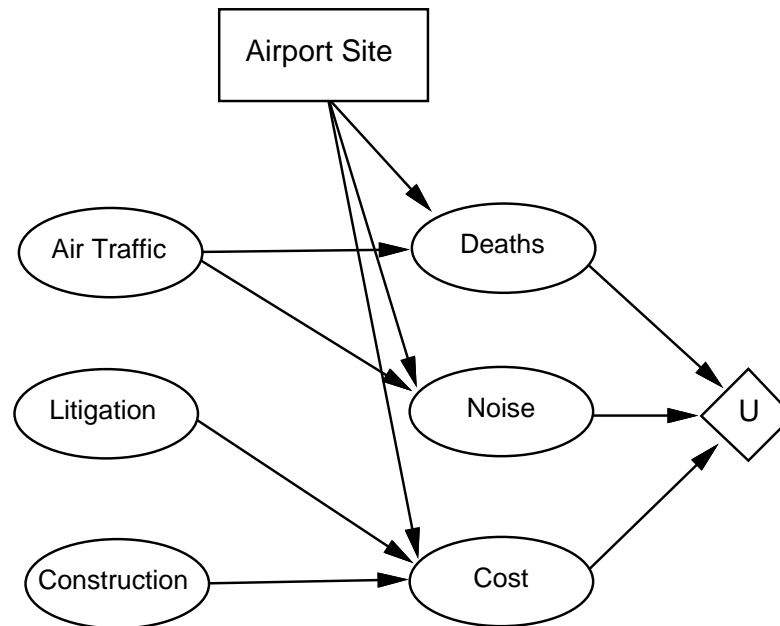 Airport Site
Air Traffic
Deaths
Litigation
Noise
U
Construction
Cost